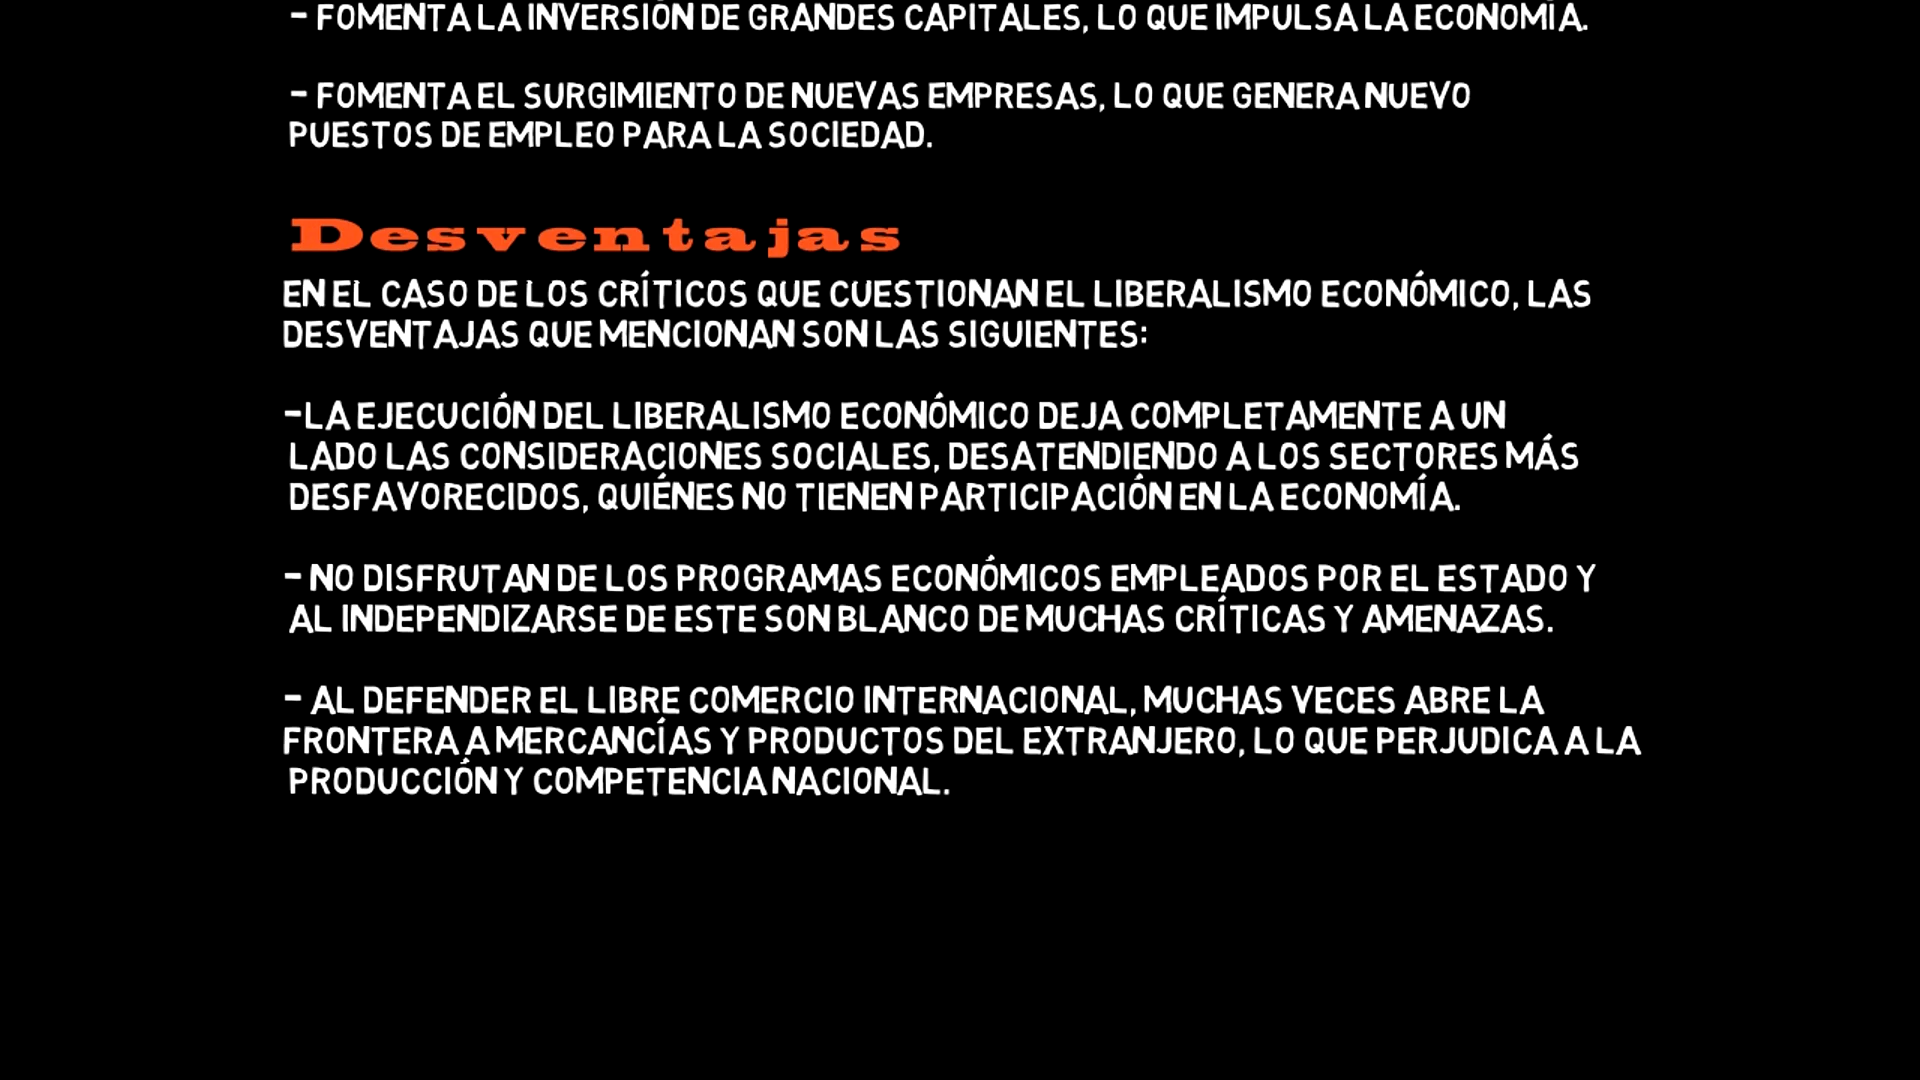 - FOMENTA LA INVERSIÓN DE GRANDES CAPITALES, LO QUE IMPULSA LA ECONOMÍA.
- FOMENTA EL SURGIMIENTO DE NUEVAS EMPRESAS, LO QUE GENERA NUEVO
PUESTOS DE EMPLEO PARA LA SOCIEDAD.
Desventajas
EN EL CASO DE LOS CRÍTICOS QUE CUESTIONAN EL LIBERALISMO ECONÓMICO, LAS
DESVENTAJAS QUE MENCIONAN SON LAS SIGUIENTES:
-LA EJECUCIÓN DEL LIBERALISMO ECONÓMICO DEJA COMPLETAMENTE A UN
LADO LAS CONSIDERACIONES SOCIALES, DESATENDIENDO A LOS SECTORES MÁS
DESFAVORECIDOS, QUIÉNES NO TIENEN PARTICIPACIÓN EN LA ECONOMÍA.
- NO DISFRUTAN DE LOS PROGRAMAS ECONÓMICOS EMPLEADOS POR EL ESTADO Y
AL INDEPENDIZARSE DE ESTE SON BLANCO DE MUCHAS CRÍTICAS Y AMENAZAS.
- AL DEFENDER EL LIBRE COMERCIO INTERNACIONAL, MUCHAS VECES ABRE LA
FRONTERA A MERCANCÍAS Y PRODUCTOS DEL EXTRANJERO, LO QUE PERJUDICA A LA
PRODUCCIÓN Y COMPETENCIA NACIONAL.